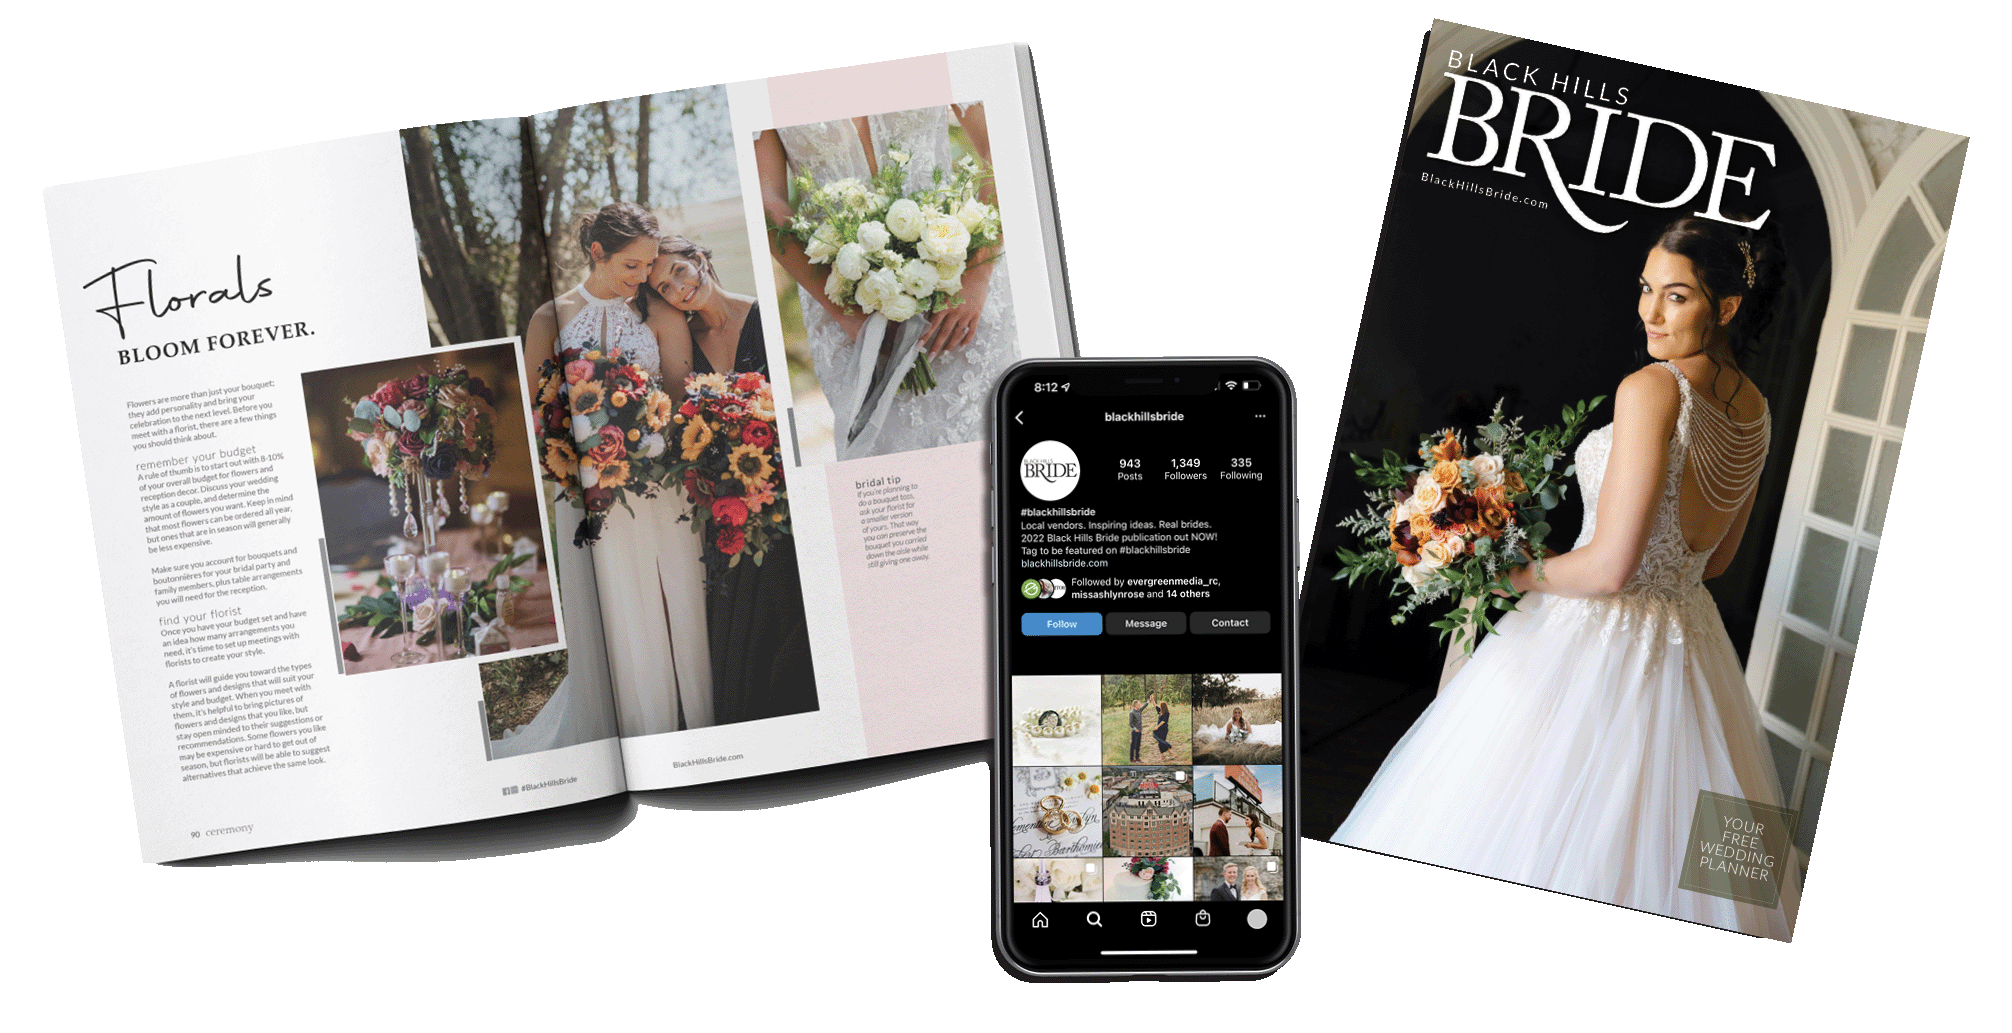 Florals
BLOOM FOREVER.
Flowers are more than just your bouquet;
they add personality and bring your
celebration to the next level. Before you
meet with a florist, there are a few things
you should think about.
remember your budget
A rule of thumb is to start out with 8-10%
of your overall budget for flowers and
reception decor. Discuss your wedding
style as a couple, and determine the
amount of flowers you want. Keep in mind
that most flowers can be ordered all year,
but ones that are in season will generally
be less expensive.
Make sure you account for bouquets and
boutonnières for your bridal party and
family members, plus table arrangements
you will need for the reception.
find your florist
Once you have your budget set and have
an idea how many arrangements you
need, it's time to set up meetings with
florists to create your style.
A florist will guide you toward the types
of flowers and designs that will suit your
style and budget. When you meet with
them, it's helpful to bring pictures of
flowers and designs that you like, but
stay open minded to their suggestions or
recommendations. Some flowers you like
may be expensive or hard to get out of
season, but florists will be able to suggest
alternatives that achieve the same look.
90 ceremony
#BlackHillsBride
BlackHillsBride.com
bridal tip
If you're planning to
do a bouquet toss,
ask your florist for
a smaller version
of yours. That way
you can preserve the
bouquet you carried
down the aisle while
still giving one away.
8:12
blackhillsbride
BLACK HILLS
BRIDE
943 1,349 335
Posts Followers Following
#blackhillsbride
Local vendors. Inspiring ideas. Real brides.
2022 Black Hills Bride publication out NOW!
Tag to be featured on #blackhillsbride
blackhillsbride.com
Followed by evergreenmedia_rc,
missashlynrose and 14 others
Follow Message Contact
BLACK HILLS
BRIDE
BlackHillsBride.com
YOUR
FREE
WEDDING
PLANNER